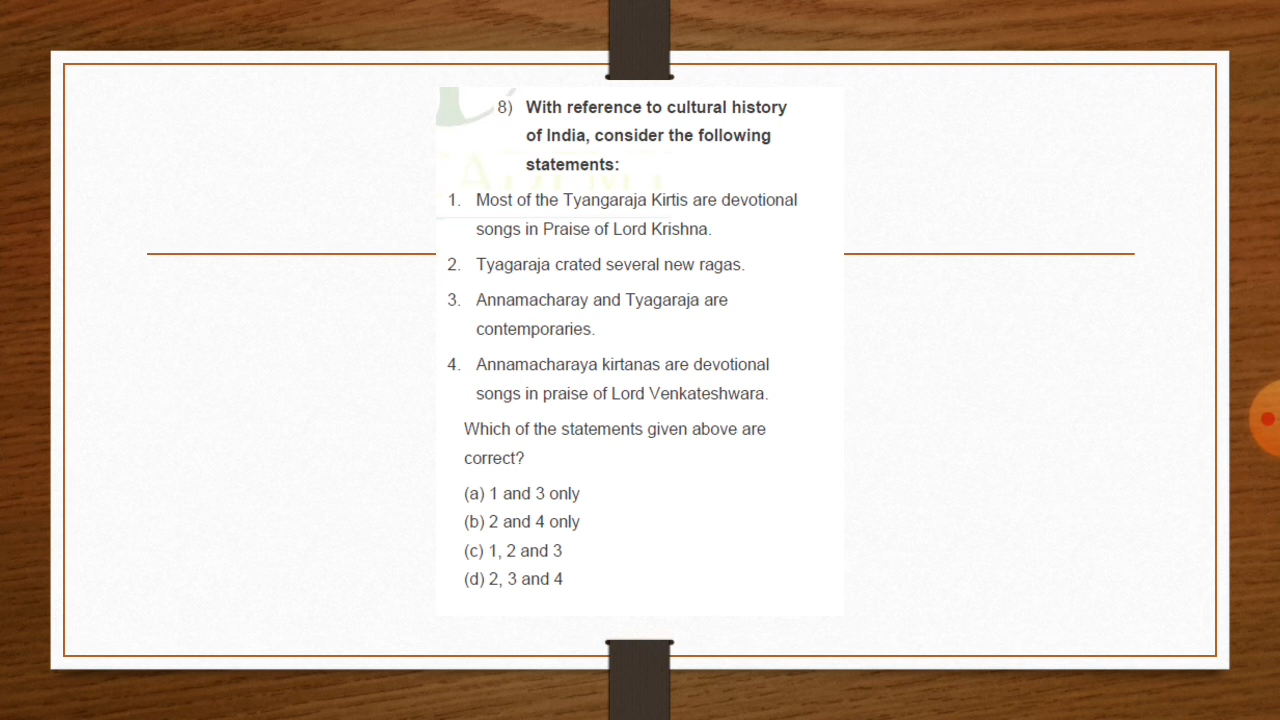 8) With reference to cultural history
of India, consider the following
statements:
1. Most of the Tyangaraja Kirtis are devotional
songs in Praise of Lord Krishna.
2. Tyagaraja crated several new ragas.
3. Annamacharay and Tyagaraja are
contemporaries.
4. Annamacharaya kirtanas are devotional
songs in praise of Lord Venkateshwara.
Which of the statements given above are
correct?
(a) 1 and 3 only
(b) 2 and 4 only
(c) 1, 2 and 3
(d) 2, 3 and 4